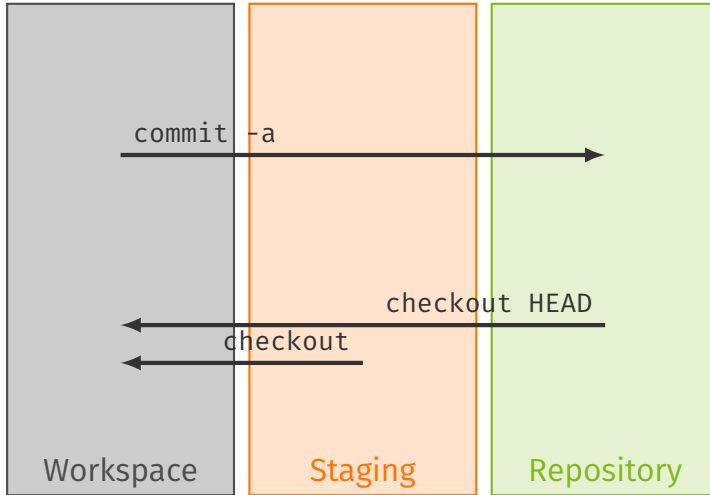 commit -a
checkout HEAD
checkout
Workspace
Staging
Repository